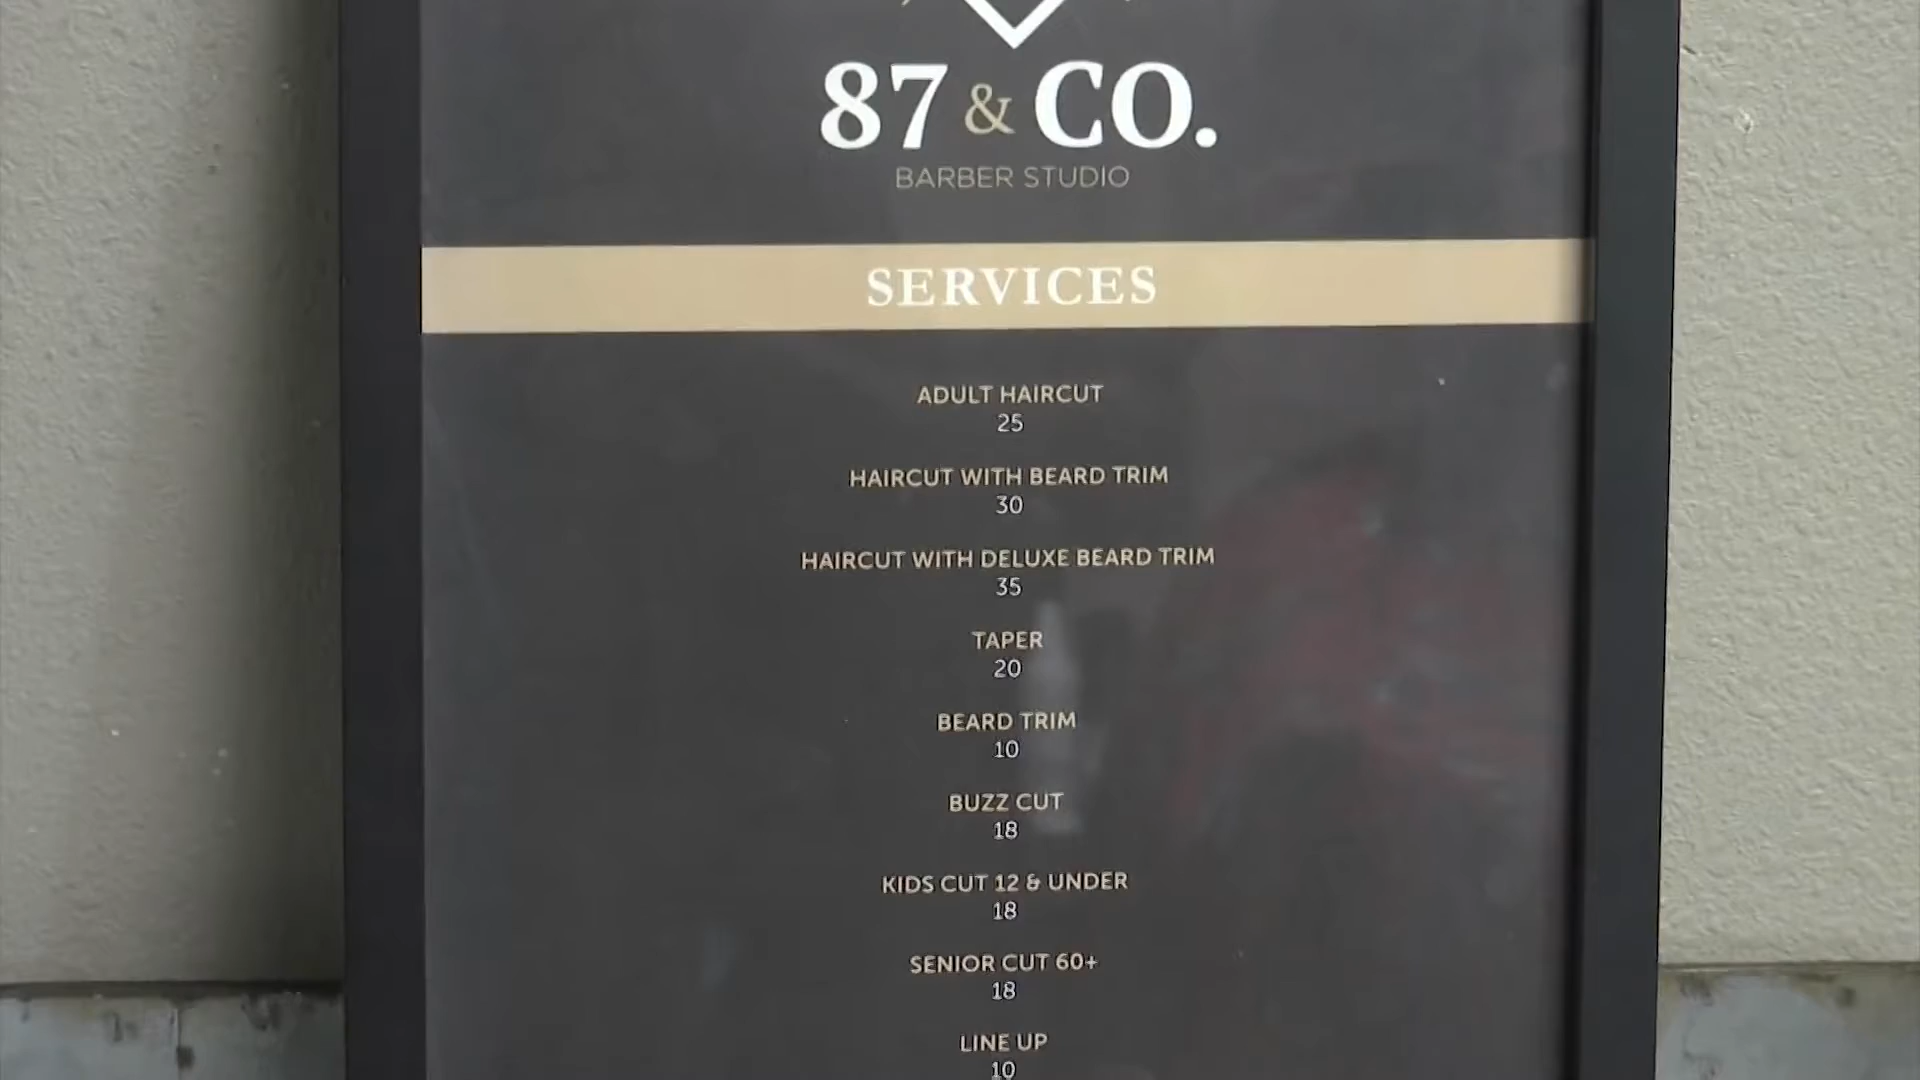 87 & CO.
BARBER STUDIO
SERVICES
ADULT HAIRCUT
25
HAIRCUT WITH BEARD TRIM
30
HAIRCUT WITH DELUXE BEARD TRIM
35
TAPER
20
BEARD TRIM
10
BUZZ CUT
18
KIDS CUT 12 & UNDER
18
SENIOR CUT 60+
18
LINE UP
10